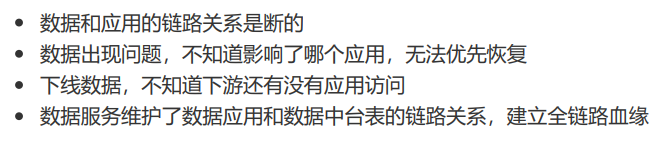 • 数据和应用的链路关系是断的
• 数据出现问题，不知道影响了哪个应用，无法优先恢复
• 下线数据，不知道下游还有没有应用访问
• 数据服务维护了数据应用和数据中台表的链路关系，建立全链路血缘